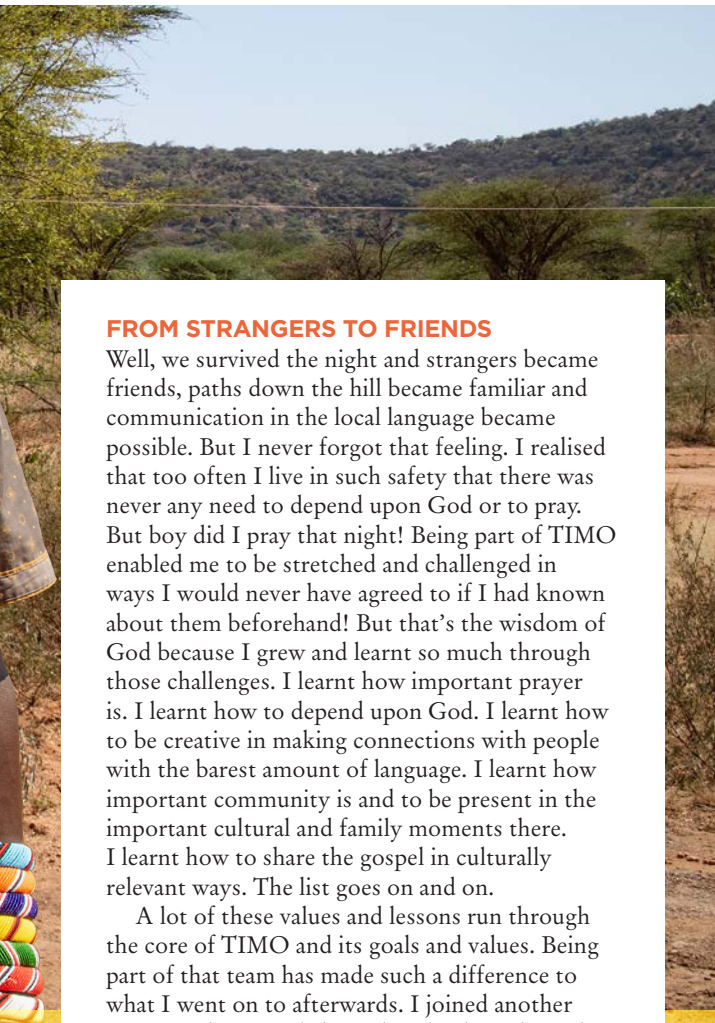 FROM STRANGERS TO FRIENDS
Well, we survived the night and strangers became
friends, paths down the hill became familiar and
communication in the local language became
possible. But I never forgot that feeling. I realised
that too often I live in such safety that there was
never any need to depend upon God or to pray.
But boy did I pray that night! Being part of TIMO
enabled me to be stretched and challenged in
ways I would never have agreed to if I had known
about them beforehand! But that’s the wisdom of
God because I grew and learnt so much through
those challenges. I learnt how important prayer
is. I learnt how to depend upon God. I learnt how
to be creative in making connections with people
with the barest amount of language. I learnt how
important community is and to be present in the
important cultural and family moments there.
I learnt how to share the gospel in culturally
relevant ways. The list goes on and on.
A lot of these values and lessons run through
the core of TIMO and its goals and values. Being
part of that team has made such a difference to
what I went on to afterwards. I joined another